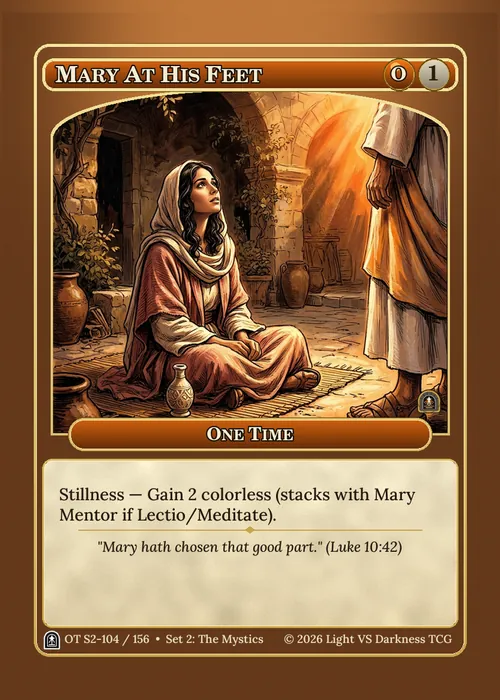 Mary At His Feet O 1
One Time
Stillness — Gain 2 colorless (stacks with Mary
Mentor if Lectio/Meditate).
"Mary hath chosen that good part." (Luke 10:42)
OT S2-104 / 156 • Set 2: The Mystics © 2026 Light VS Darkness TCG